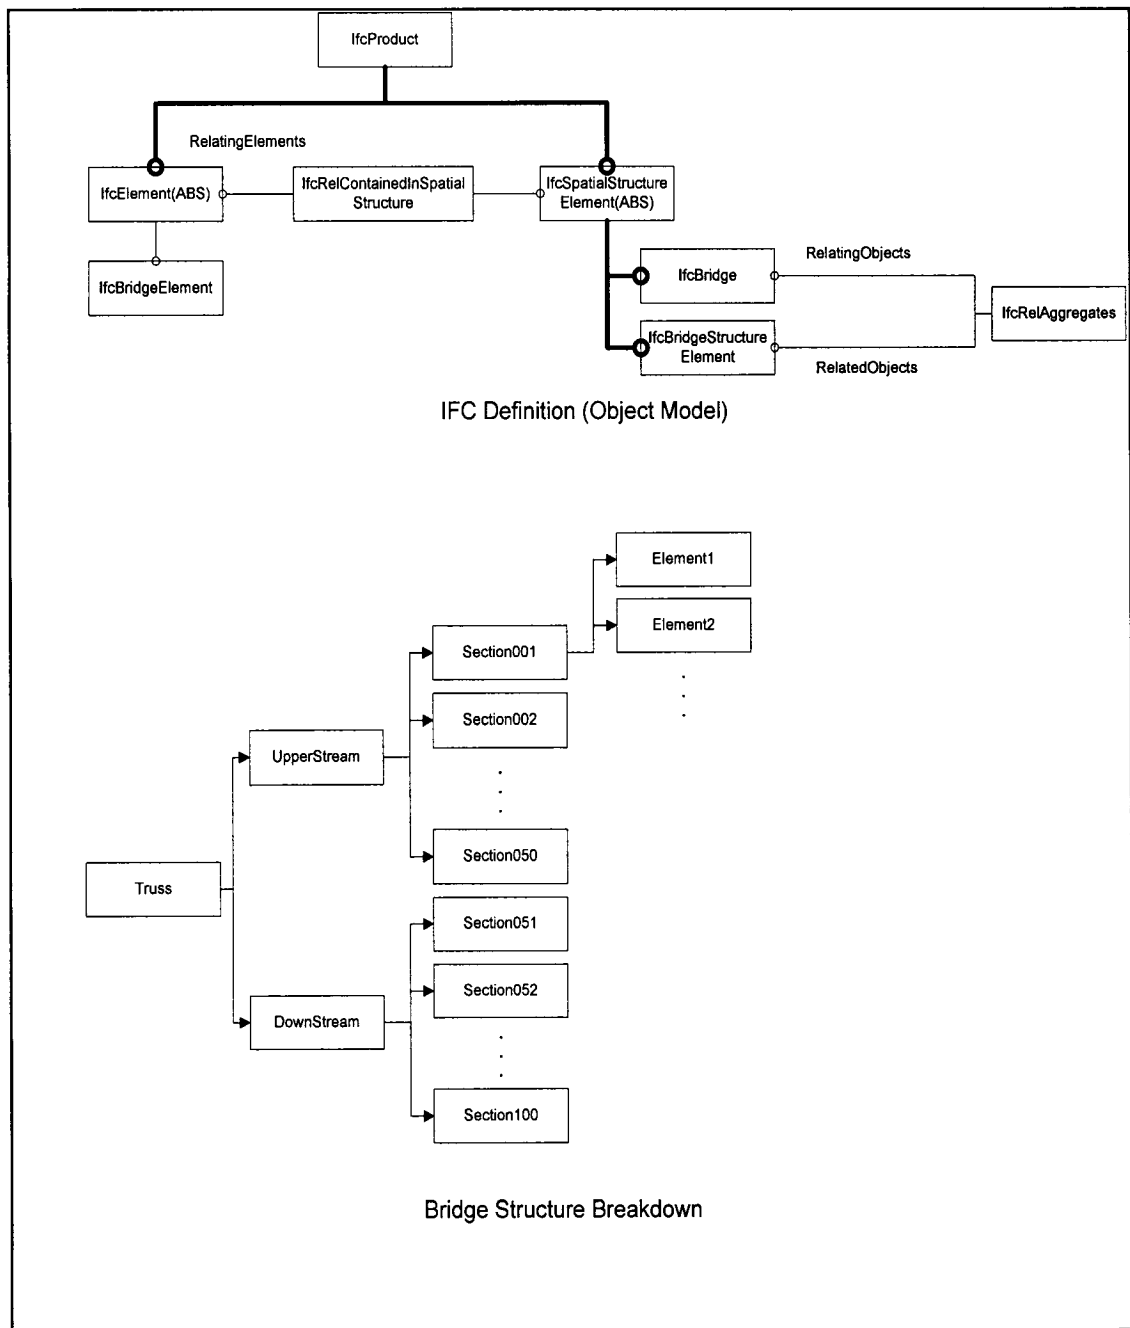 IfcProduct
RelatingElements
IfcElement(ABS)
IfcRelContainedInSpatial
Structure
IfcSpatialStructure
Element(ABS)
IfcBridgeElement
IfcBridge
RelatingObjects
IfcRelAggregates
IfcBridgeStructure
Element
RelatedObjects
IFC Definition (Object Model)
Element1
Element2
Section001
Section002
UpperStream
Section050
Truss
Section051
Section052
DownStream
Section100
Bridge Structure Breakdown